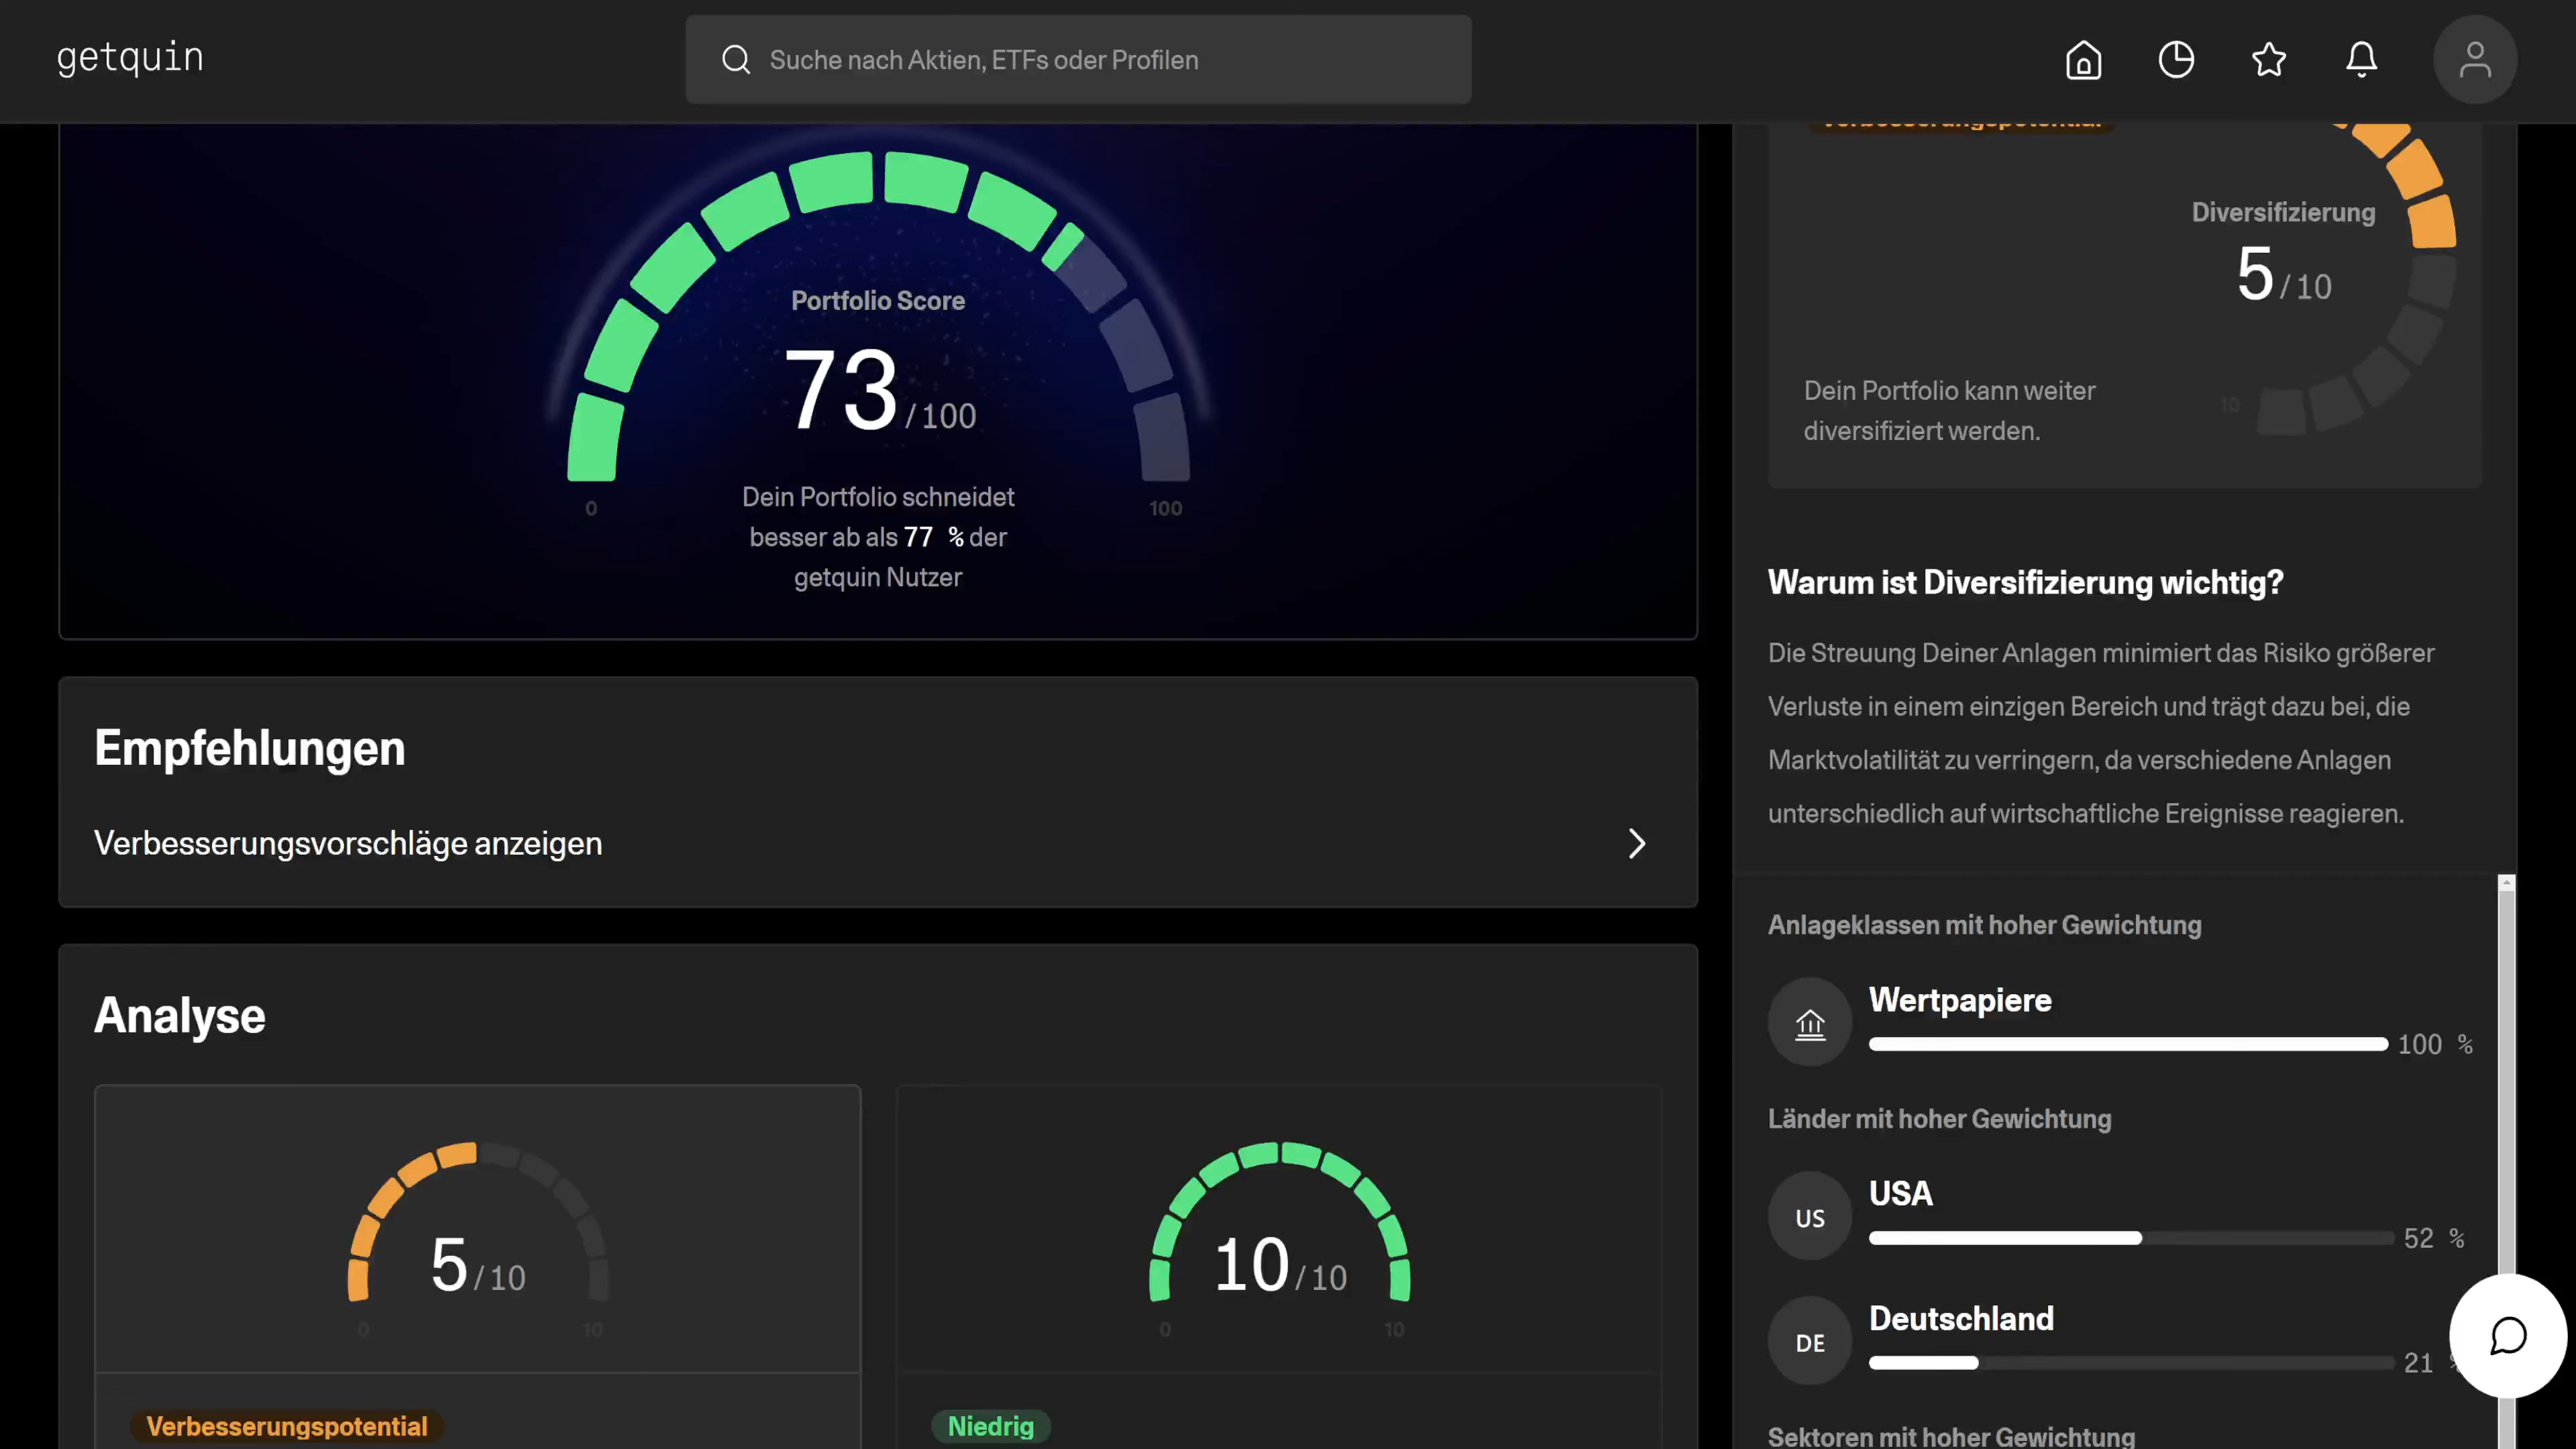 getquin
Suche nach Aktien, ETFs oder Profilen
Portfolio Score
73/100
0
100
Dein Portfolio schneidet
besser ab als 77 % der
getquin Nutzer
Empfehlungen
Verbesserungsvorschläge anzeigen
Analyse
5/10
0
10
Verbesserungspotential
10/10
0
10
Niedrig
Verbesserungspotential
Diversifizierung
5/10
10
Dein Portfolio kann weiter
diversifiziert werden.
Warum ist Diversifizierung wichtig?
Die Streuung Deiner Anlagen minimiert das Risiko größerer
Verluste in einem einzigen Bereich und trägt dazu bei, die
Marktvolatilität zu verringern, da verschiedene Anlagen
unterschiedlich auf wirtschaftliche Ereignisse reagieren.
Anlageklassen mit hoher Gewichtung
Wertpapiere
100 %
Länder mit hoher Gewichtung
US
USA
52 %
DE
Deutschland
21 %
Sektoren mit hoher Gewichtung